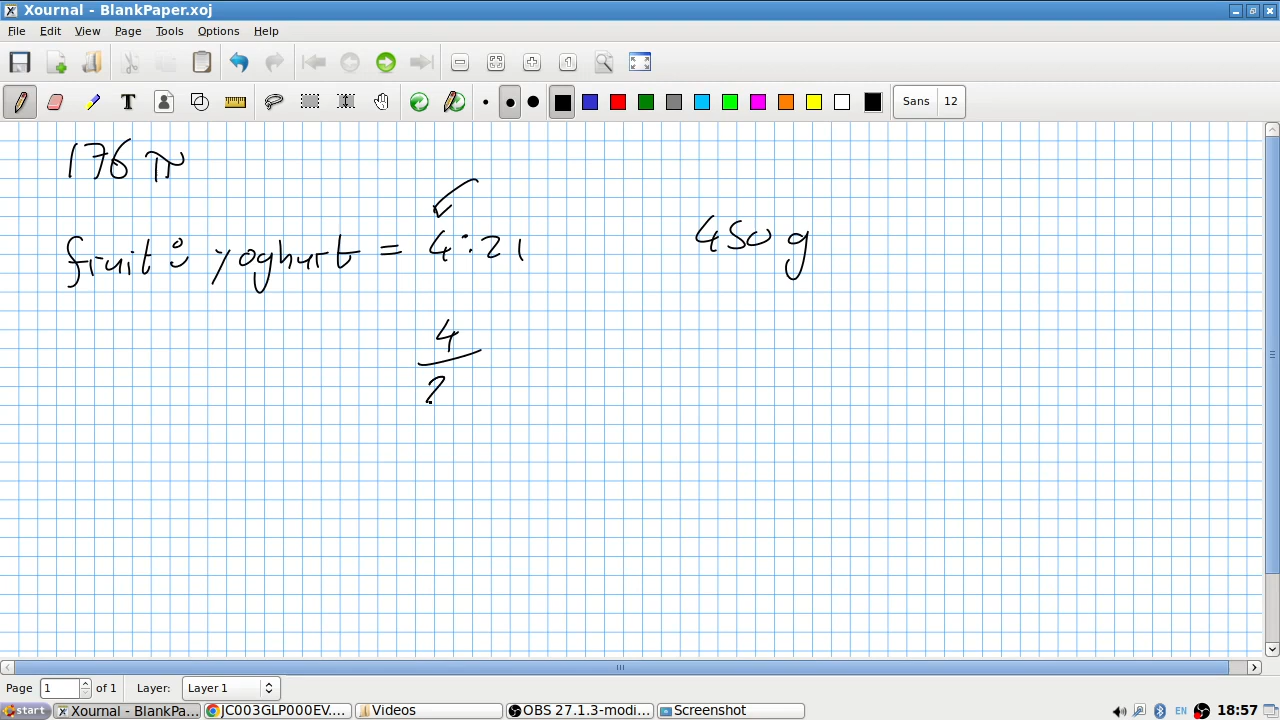 Xournal - BlankPaper.xoj
File Edit View Page Tools Options Help
Sans 12
176 π
fruit : yoghurt = 4:21
450 g
4
2
Page 1 of 1 Layer: Layer 1
start Xournal - BlankPa... JC003GLP000EV.... Videos OBS 27.1.3-modi... Screenshot EN 18:57